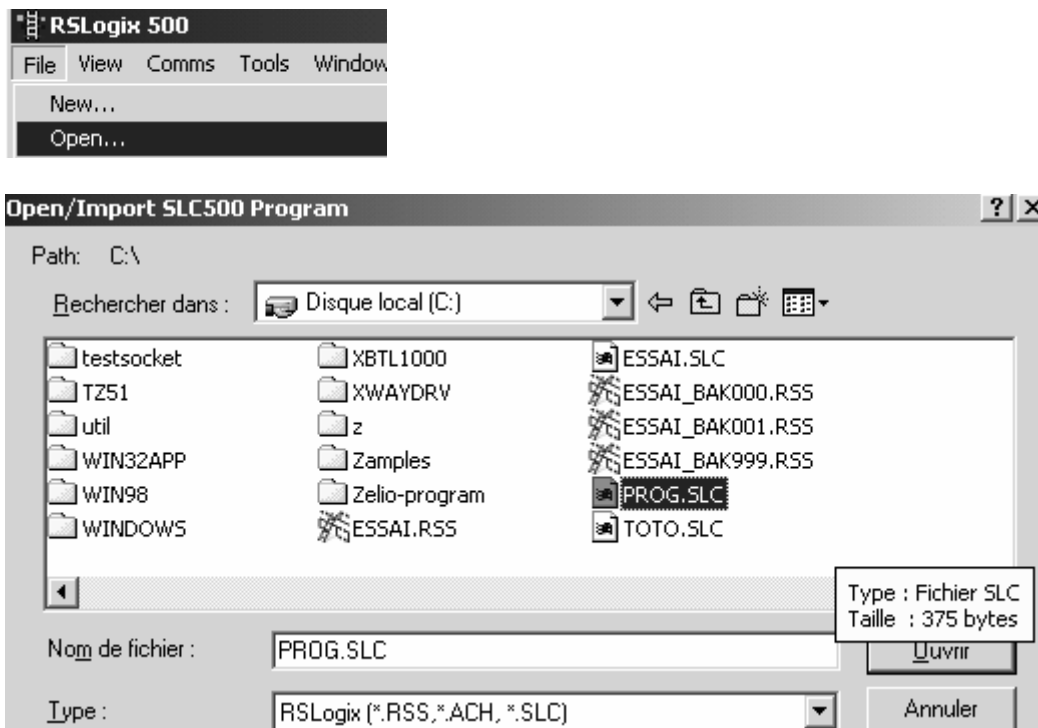 RSLogix 500
File View Comms Tools Window
New...
Open...
Open/Import SLC500 Program
Path: C:\
Rechercher dans : Disque local (C:)
testsocket XBTL1000 ESSAI.SLC
TZ51 XWAYDRV ESSAI_BAK000.RSS
util z ESSAI_BAK001.RSS
WIN32APP Zamples ESSAI_BAK999.RSS
WIN98 Zelio-program PROG.SLC
WINDOWS ESSAI.RSS TOTO.SLC
Type : Fichier SLC
Taille : 375 bytes
Nom de fichier : PROG.SLC Ouvrir
Type : RSLogix (*.RSS,*.ACH, *.SLC) Annuler